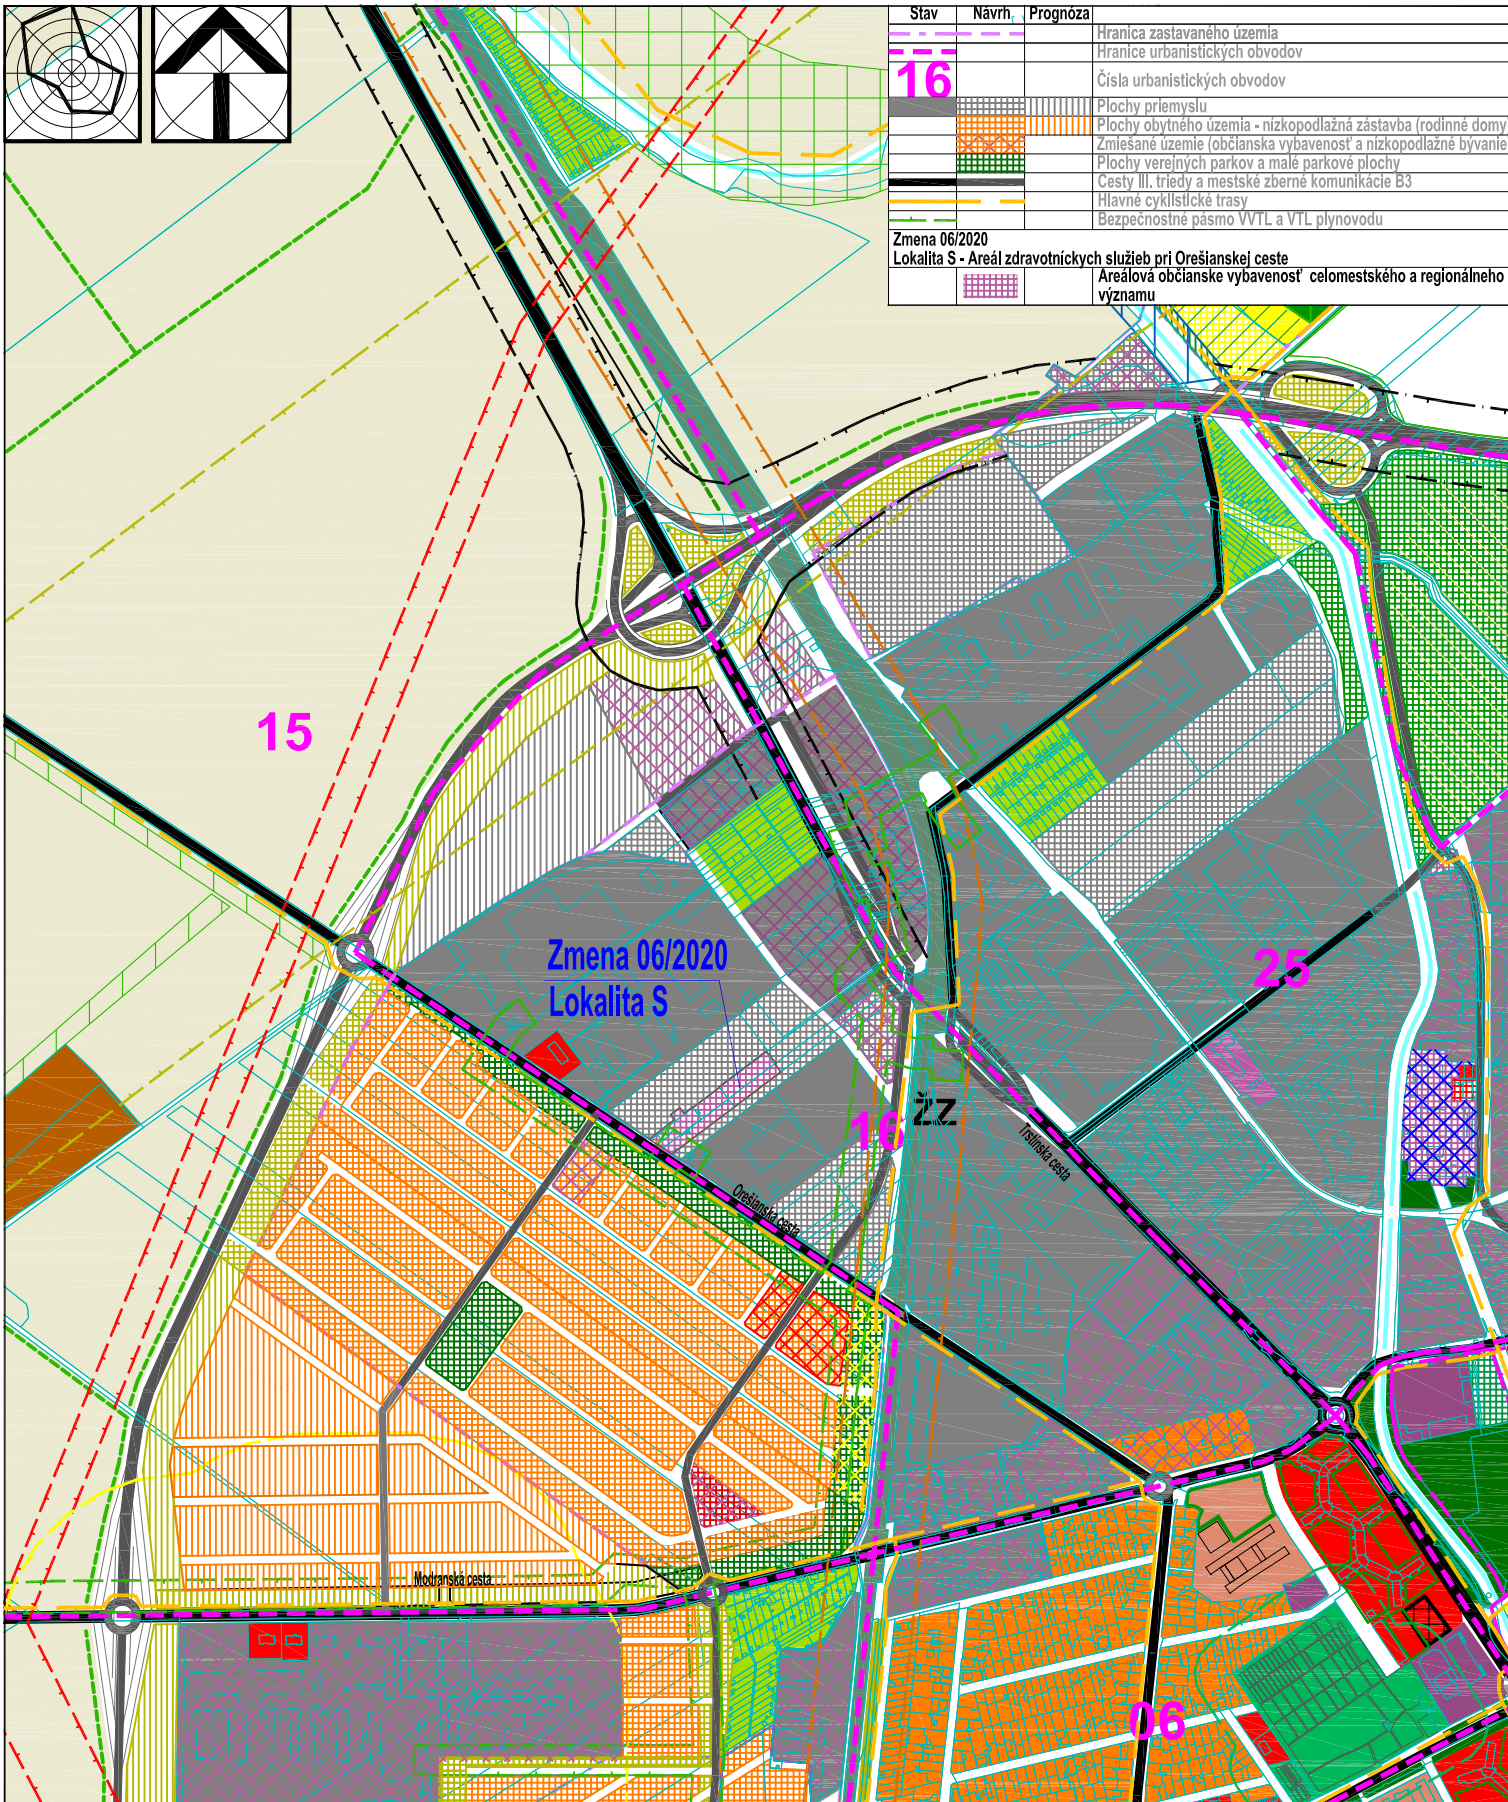 Stav Návrh Prognóza
Hranica zastavaného územia
Hranice urbanistických obvodov
16 Čísla urbanistických obvodov
Plochy priemyslu
Plochy obytného územia - nízkopodlažná zástavba (rodinné domy
Zmiešané územie (občianska vybavenosť a nízkopodlažné bývanie
Plochy verejných parkov a malé parkové plochy
Cesty III. triedy a mestské zberné komunikácie B3
Hlavné cyklistické trasy
Bezpečnostné pásmo VVTL a VTL plynovodu
Zmena 06/2020
Lokalita S - Areál zdravotníckych služieb pri Orešianskej ceste
Areálová občianske vybavenosť celomestského a regionálneho
významu
15
Zmena 06/2020
Lokalita S
25
16
ŽZ
Trstínska cesta
Orešianska cesta
Modranská cesta
06